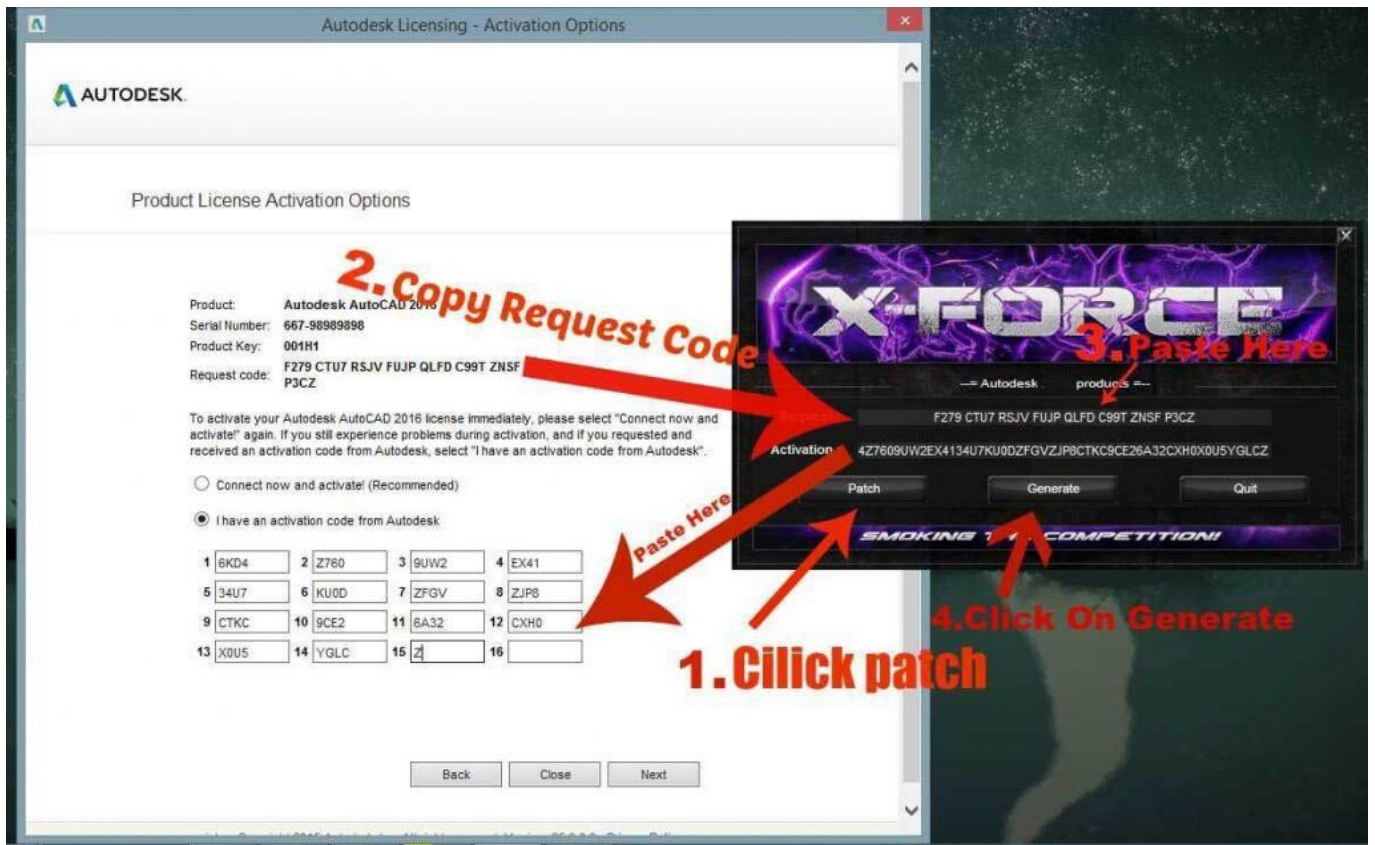 Autodesk Licensing - Activation Options
AUTODESK.
Product License Activation Options
2.Copy Request Code
Product: Autodesk AutoCAD 2016
Serial Number: 667-98989898
Product Key: 001H1
Request code: F279 CTU7 RSJV FUJP QLFD C99T ZNSF
P3CZ
To activate your Autodesk AutoCAD 2016 license immediately, please select "Connect now and
activate!" again. If you still experience problems during activation, and if you requested and
received an activation code from Autodesk, select "I have an activation code from Autodesk".
Connect now and activate! (Recommended)
I have an activation code from Autodesk
1 6KD4 2 Z760 3 9UW2 4 EX41
5 34U7 6 KU0D 7 ZFGV 8 ZJP8
9 CTKC 10 9CE2 11 6A32 12 CXH0
13 X0U5 14 YGLC 15 Z 16
Back Close Next
X-FORCE
3.Paste Here
--= Autodesk products =--
Request F279 CTU7 RSJV FUJP QLFD C99T ZNSF P3CZ
Activation 4Z7609UW2EX4134U7KU0DZFGVZJP8CTKC9CE26A32CXH0X0U5YGLCZ
Patch Generate Quit
Paste Here
SMOKING THE COMPETITION!
4.Click On Generate
1.Cilick patch